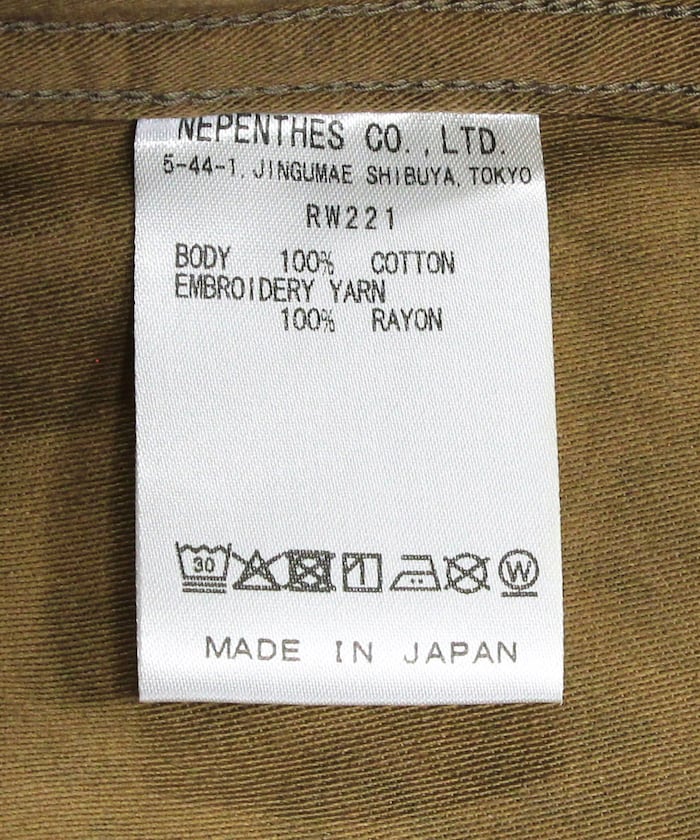 NEPENTHES CO.,LTD.
5-44-1, JINGUMAE SHIBUYA, TOKYO
RW221
BODY 100% COTTON
EMBROIDERY YARN
100% RAYON
30 W
MADE IN JAPAN